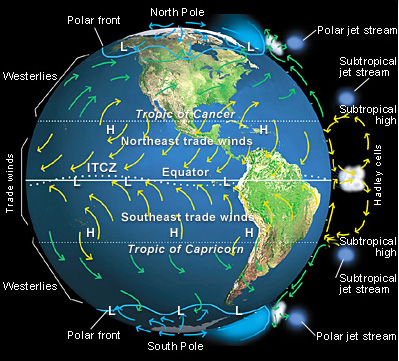 North Pole
Polar front
L
L
Polar jet stream
Westerlies
Subtropical
jet stream
Tropic of Cancer
H
H
Subtropical
high
Northeast trade winds
ITCZ
Equator
L
L
L
Trade winds
Hadley cells
Southeast trade winds
H
H
H
Tropic of Capricorn
Subtropical
high
Subtropical
jet stream
Westerlies
L
L
L
Polar front
South Pole
Polar jet stream